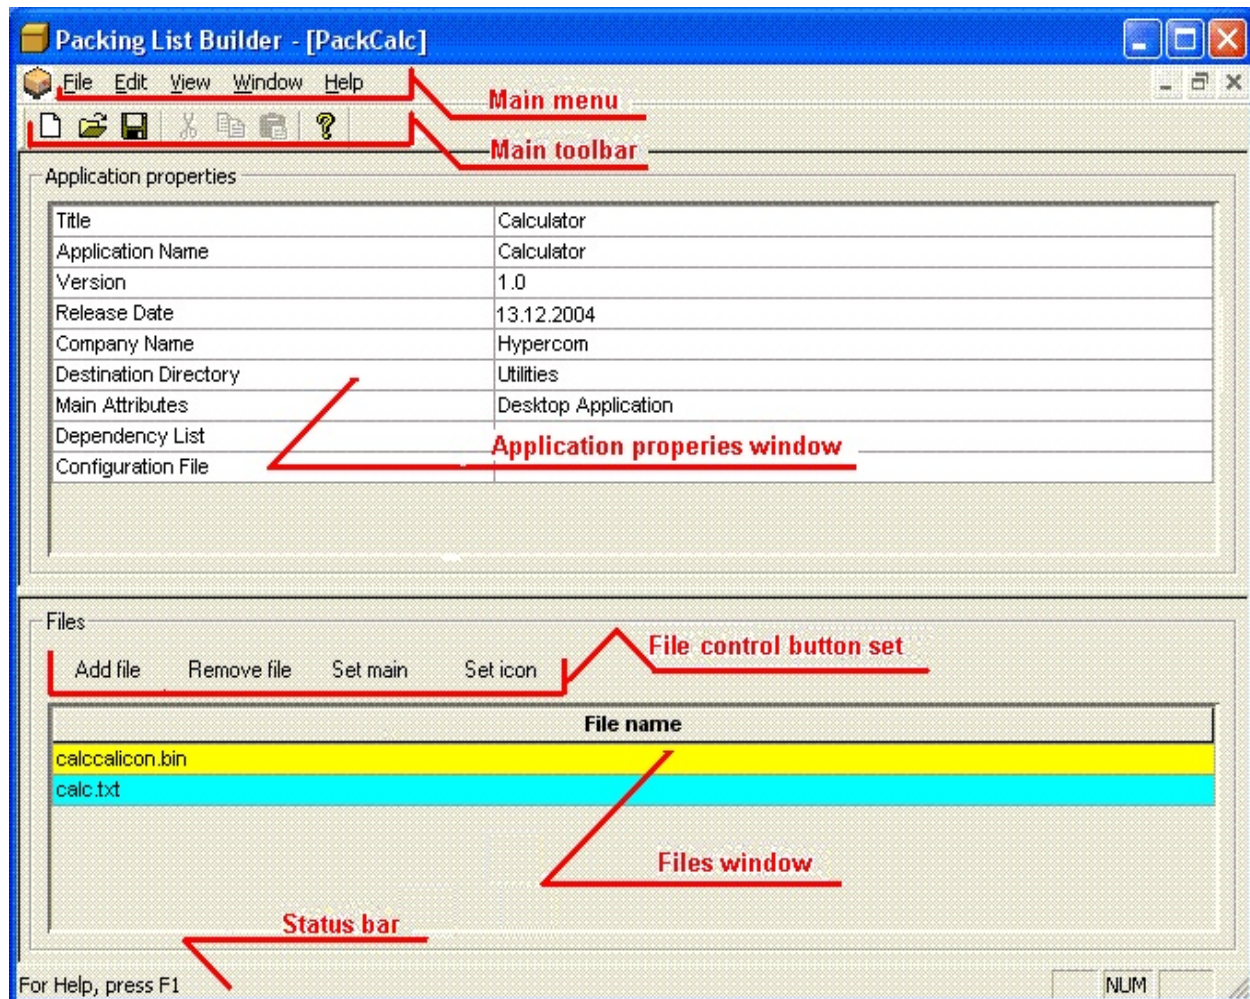 Packing List Builder - [PackCalc]
File Edit View Window Help
Main menu
Main toolbar
Application properties
Title Calculator
Application Name Calculator
Version 1.0
Release Date 13.12.2004
Company Name Hypercom
Destination Directory Utilities
Main Attributes Desktop Application
Dependency List
Application properies window
Configuration File
Files
File control button set
Add file Remove file Set main Set icon
File name
calccalicon.bin
calc.txt
Files window
Status bar
For Help, press F1 NUM